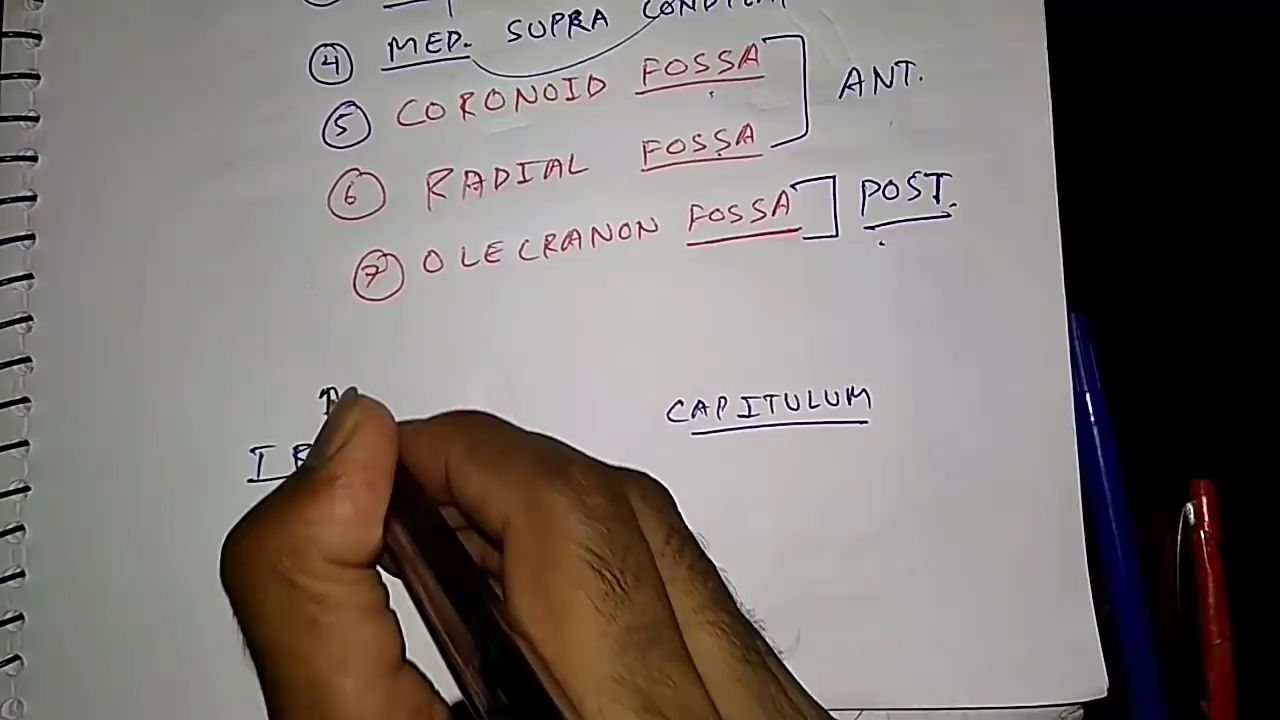 ④ MED. SUPRA
⑤ CORONOID FOSSA
ANT.
⑥ RADIAL FOSSA
⑦ OLECRANON FOSSA
POST.
CAPITULUM